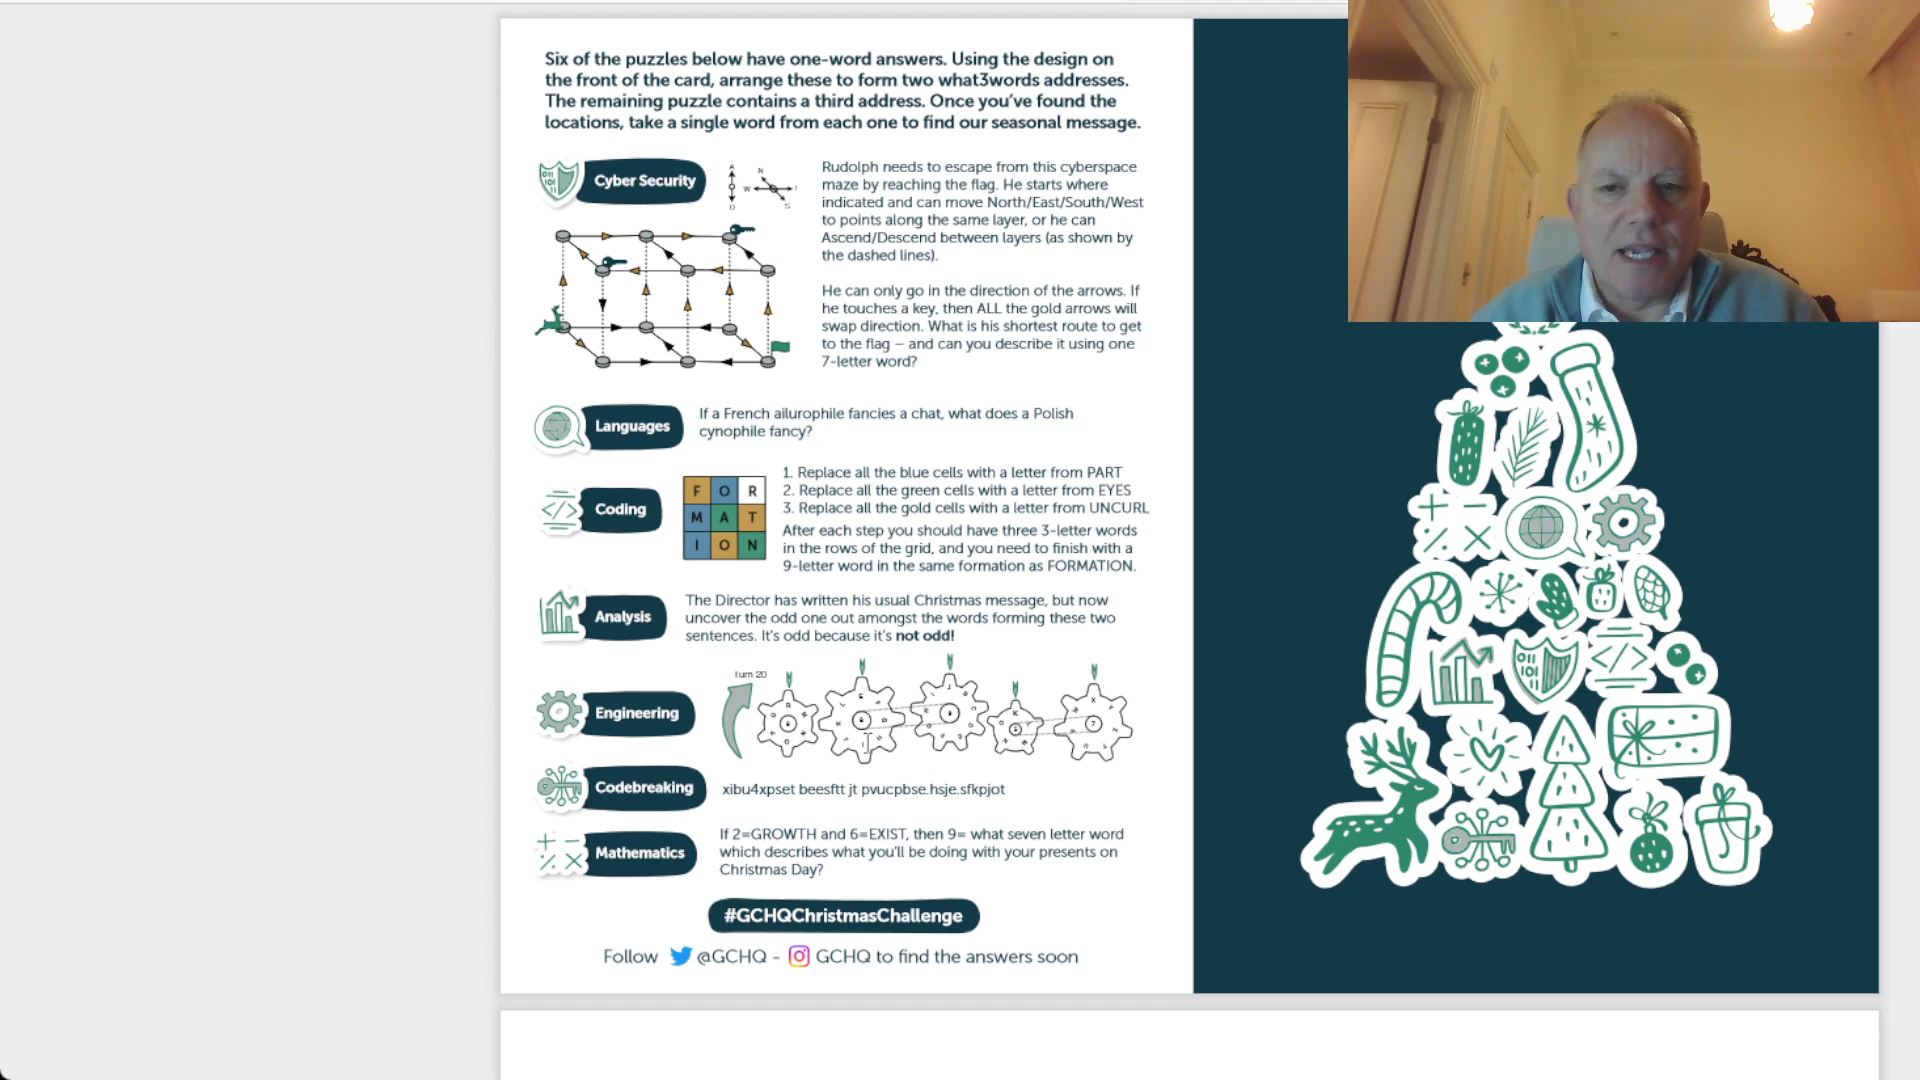 Six of the puzzles below have one-word answers. Using the design on
the front of the card, arrange these to form two what3words addresses.
The remaining puzzle contains a third address. Once you've found the
locations, take a single word from each one to find our seasonal message.
Cyber Security
A
D
N
W
S
Rudolph needs to escape from this cyberspace
maze by reaching the flag. He starts where
indicated and can move North/East/South/West
to points along the same layer, or he can
Ascend/Descend between layers (as shown by
the dashed lines).
He can only go in the direction of the arrows. If
he touches a key, then ALL the gold arrows will
swap direction. What is his shortest route to get
to the flag – and can you describe it using one
7-letter word?
Languages
If a French ailurophile fancies a chat, what does a Polish
cynophile fancy?
Coding
F O R
M A T
I O N
1. Replace all the blue cells with a letter from PART
2. Replace all the green cells with a letter from EYES
3. Replace all the gold cells with a letter from UNCURL
After each step you should have three 3-letter words
in the rows of the grid, and you need to finish with a
9-letter word in the same formation as FORMATION.
Analysis
The Director has written his usual Christmas message, but now
uncover the odd one out amongst the words forming these two
sentences. It's odd because it's not odd!
Engineering
Turn 20
Codebreaking
xibu4xpset beesftt jt pvucpbse.hsje.sfkpjot
Mathematics
If 2=GROWTH and 6=EXIST, then 9= what seven letter word
which describes what you'll be doing with your presents on
Christmas Day?
#GCHQChristmasChallenge
Follow @GCHQ - GCHQ to find the answers soon
011
101
11